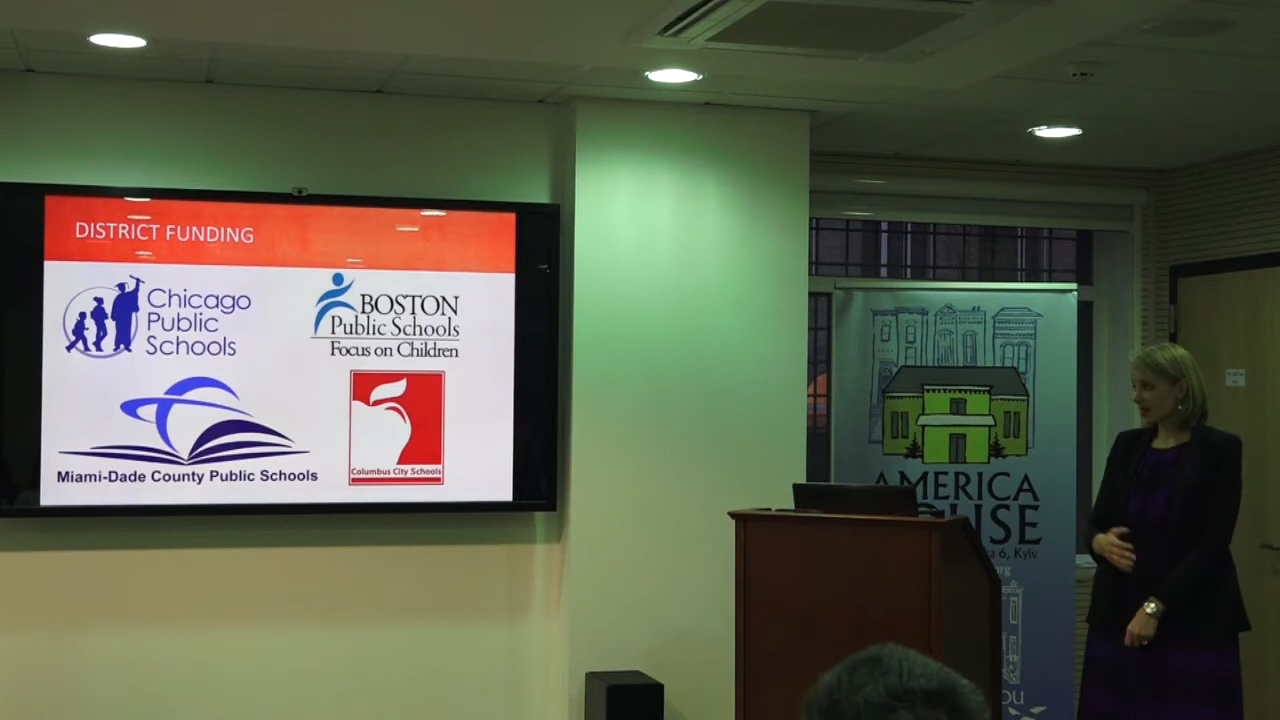 DISTRICT FUNDING
Chicago
Public
Schools
BOSTON
Public Schools
Focus on Children
Miami-Dade County Public Schools
Columbus City Schools
AMERICA
6, Kyiv